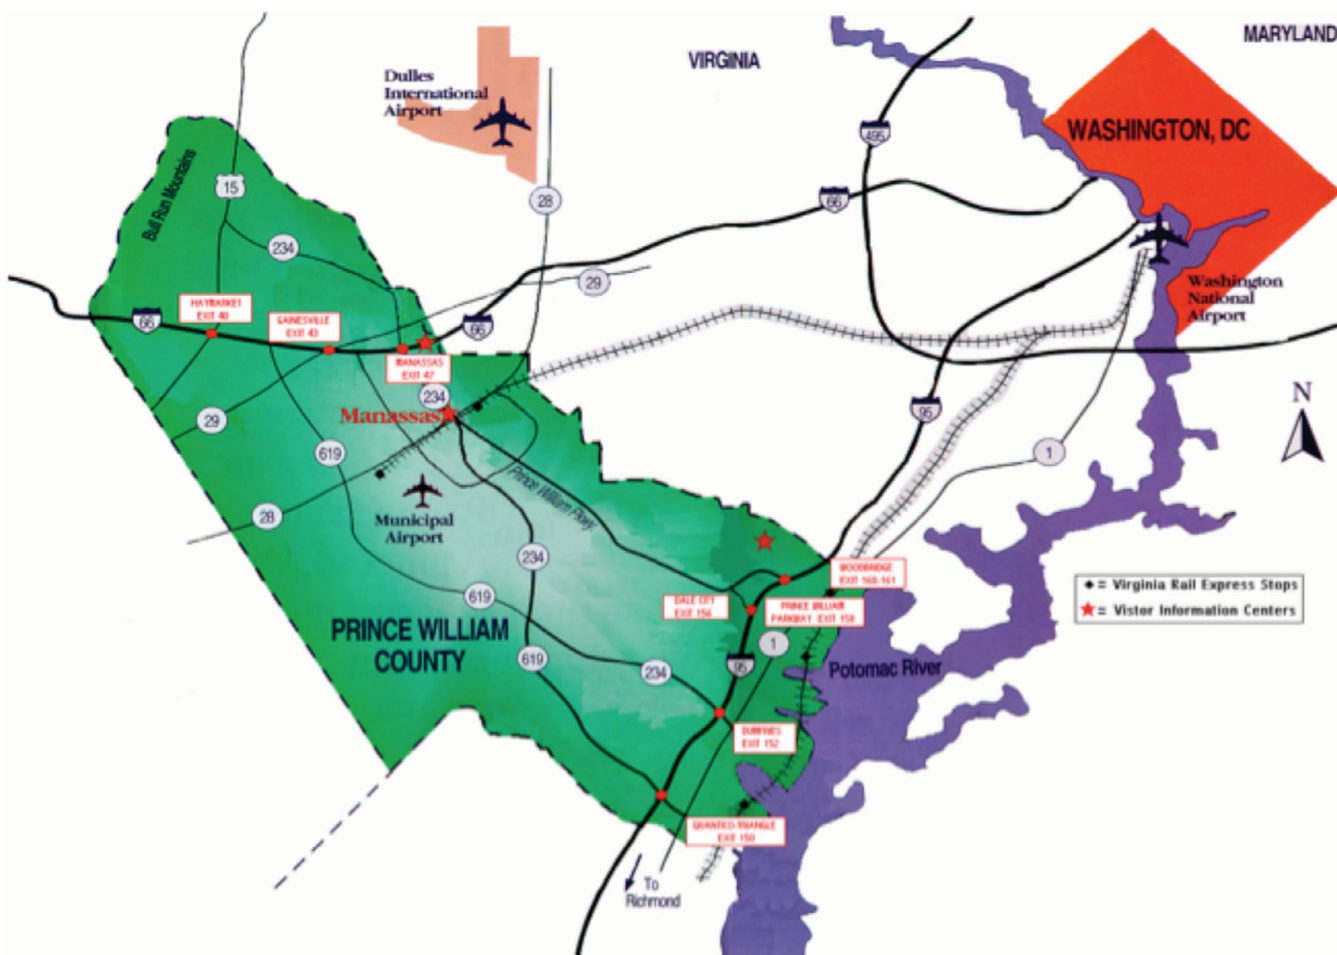 MARYLAND
VIRGINIA
Dulles
International
Airport
WASHINGTON, DC
495
Bull Run Mountains
15
66
28
234
29
Washington
National
Airport
HAYMARKET
EXIT 40
GAINESVILLE
EXIT 43
66
66
MANASSAS
EXIT 47
N
234
95
Manassas
29
619
1
Prince William Pkwy.
28
Municipal
Airport
234
WOODBRIDGE
EXIT 160-161
= Virginia Rail Express Stops
= Vistor Information Centers
619
DALE CITY
EXIT 156
PRINCE WILLIAM
PARKWAY EXIT 158
PRINCE WILLIAM
COUNTY
1
619
234
95
Potomac River
DUMFRIES
EXIT 152
QUANTICO-TRIANGLE
EXIT 150
To
Richmond